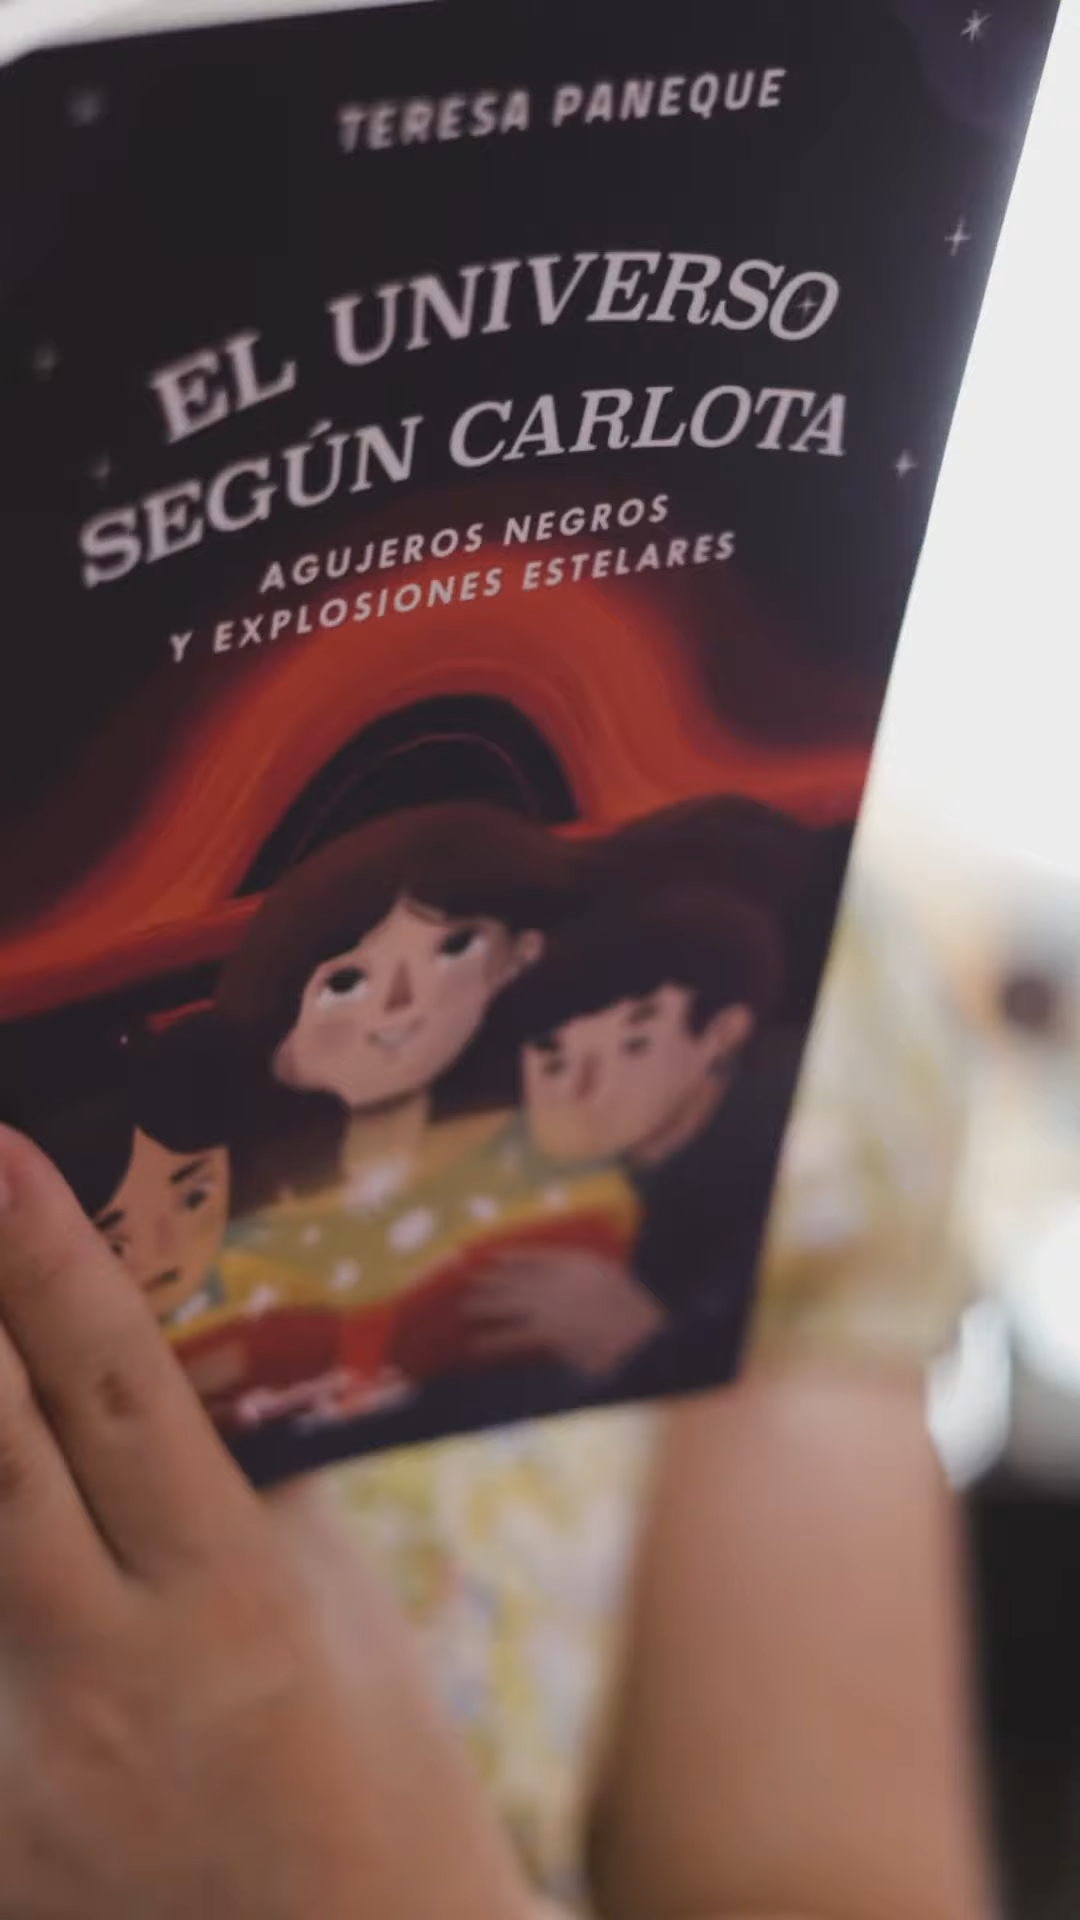 TERESA PANEQUE
EL UNIVERSO
SEGÚN CARLOTA
AGUJEROS NEGROS
Y EXPLOSIONES ESTELARES